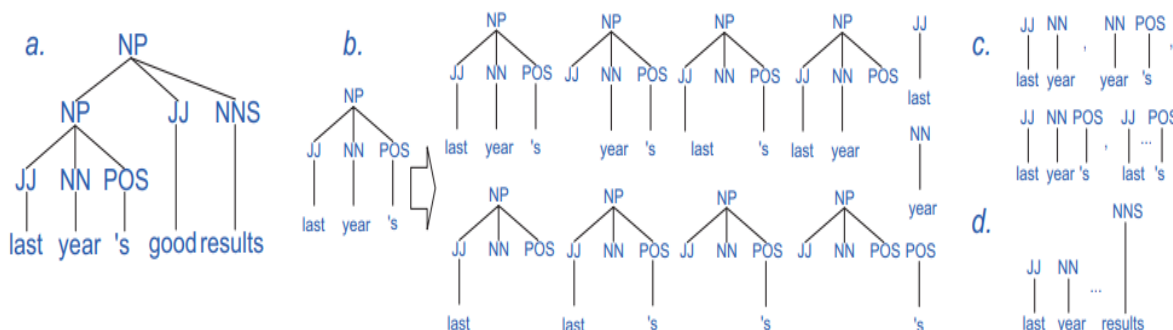 a.
NP
NP JJ NNS
JJ NN POS
last year 's good results
b.
NP
JJ NN POS
last year 's
NP NP NP NP JJ
JJ NN POS JJ NN POS JJ NN POS JJ NN POS
last
last year 's year 's last 's last year
NN
year
NP NP NP NP
JJ NN POS JJ NN POS JJ NN POS JJ NN POS POS
last last 's 's 's
c.
JJ NN , NN POS ,
last year year 's
JJ NN POS , JJ ... POS
last year 's last 's
d.
NNS
JJ NN ...
last year results